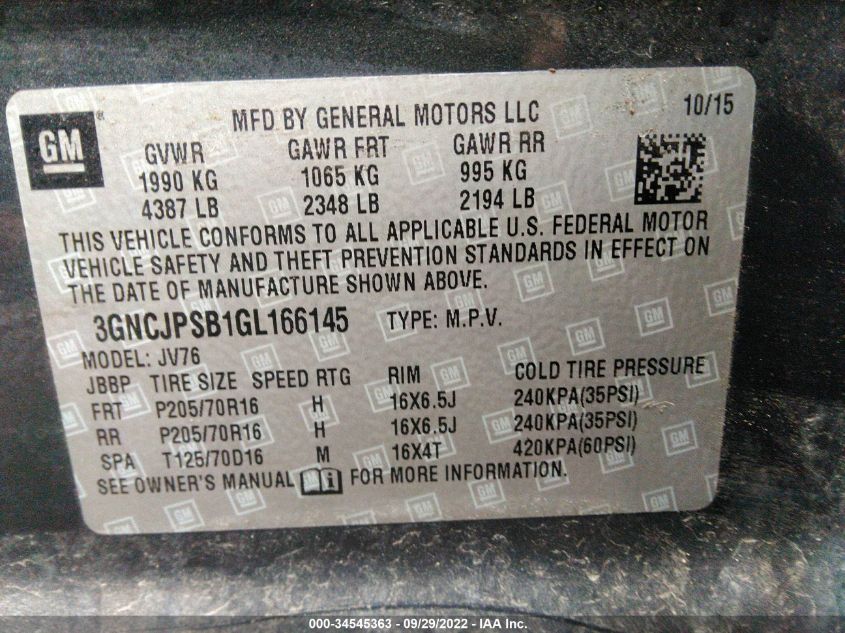 GM
MFD BY GENERAL MOTORS LLC 10/15
GVWR GAWR FRT GAWR RR
1990 KG 1065 KG 995 KG
4387 LB 2348 LB 2194 LB
THIS VEHICLE CONFORMS TO ALL APPLICABLE U.S. FEDERAL MOTOR
VEHICLE SAFETY AND THEFT PREVENTION STANDARDS IN EFFECT ON
THE DATE OF MANUFACTURE SHOWN ABOVE.
3GNCJPSB1GL166145 TYPE: M.P.V.
MODEL: JV76
JBBP TIRE SIZE SPEED RTG RIM COLD TIRE PRESSURE
FRT P205/70R16 H 16X6.5J 240KPA(35PSI)
RR P205/70R16 H 16X6.5J 240KPA(35PSI)
SPA T125/70D16 M 16X4T 420KPA(60PSI)
SEE OWNER'S MANUAL FOR MORE INFORMATION.
000-34545363 - 09/29/2022 - IAA Inc.